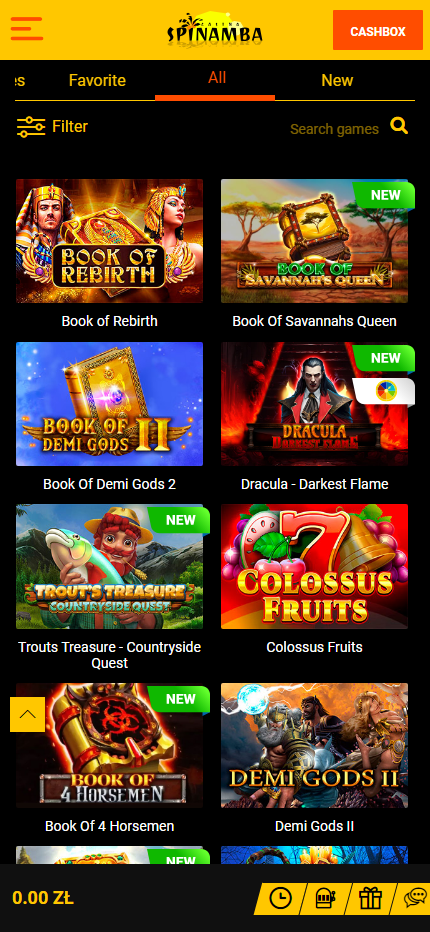 CASINO
SPINAMBA
CASHBOX
es
Favorite
All
New
Filter
Search games
BOOK OF
REBIRTH
Book of Rebirth
NEW
BOOK OF
SAVANNAH'S QUEEN
Book Of Savannahs Queen
BOOK OF
DEMI GODS II
Book Of Demi Gods 2
NEW
DRACULA
DARKEST FLAME
Dracula - Darkest Flame
NEW
TROUT'S TREASURE
COUNTRYSIDE QUEST
Trouts Treasure - Countryside
Quest
7
COLOSSUS
FRUITS
Colossus Fruits
NEW
BOOK OF
4 HORSEMEN
Book Of 4 Horsemen
DEMI GODS II
Demi Gods II
NEW
0.00 ZŁ